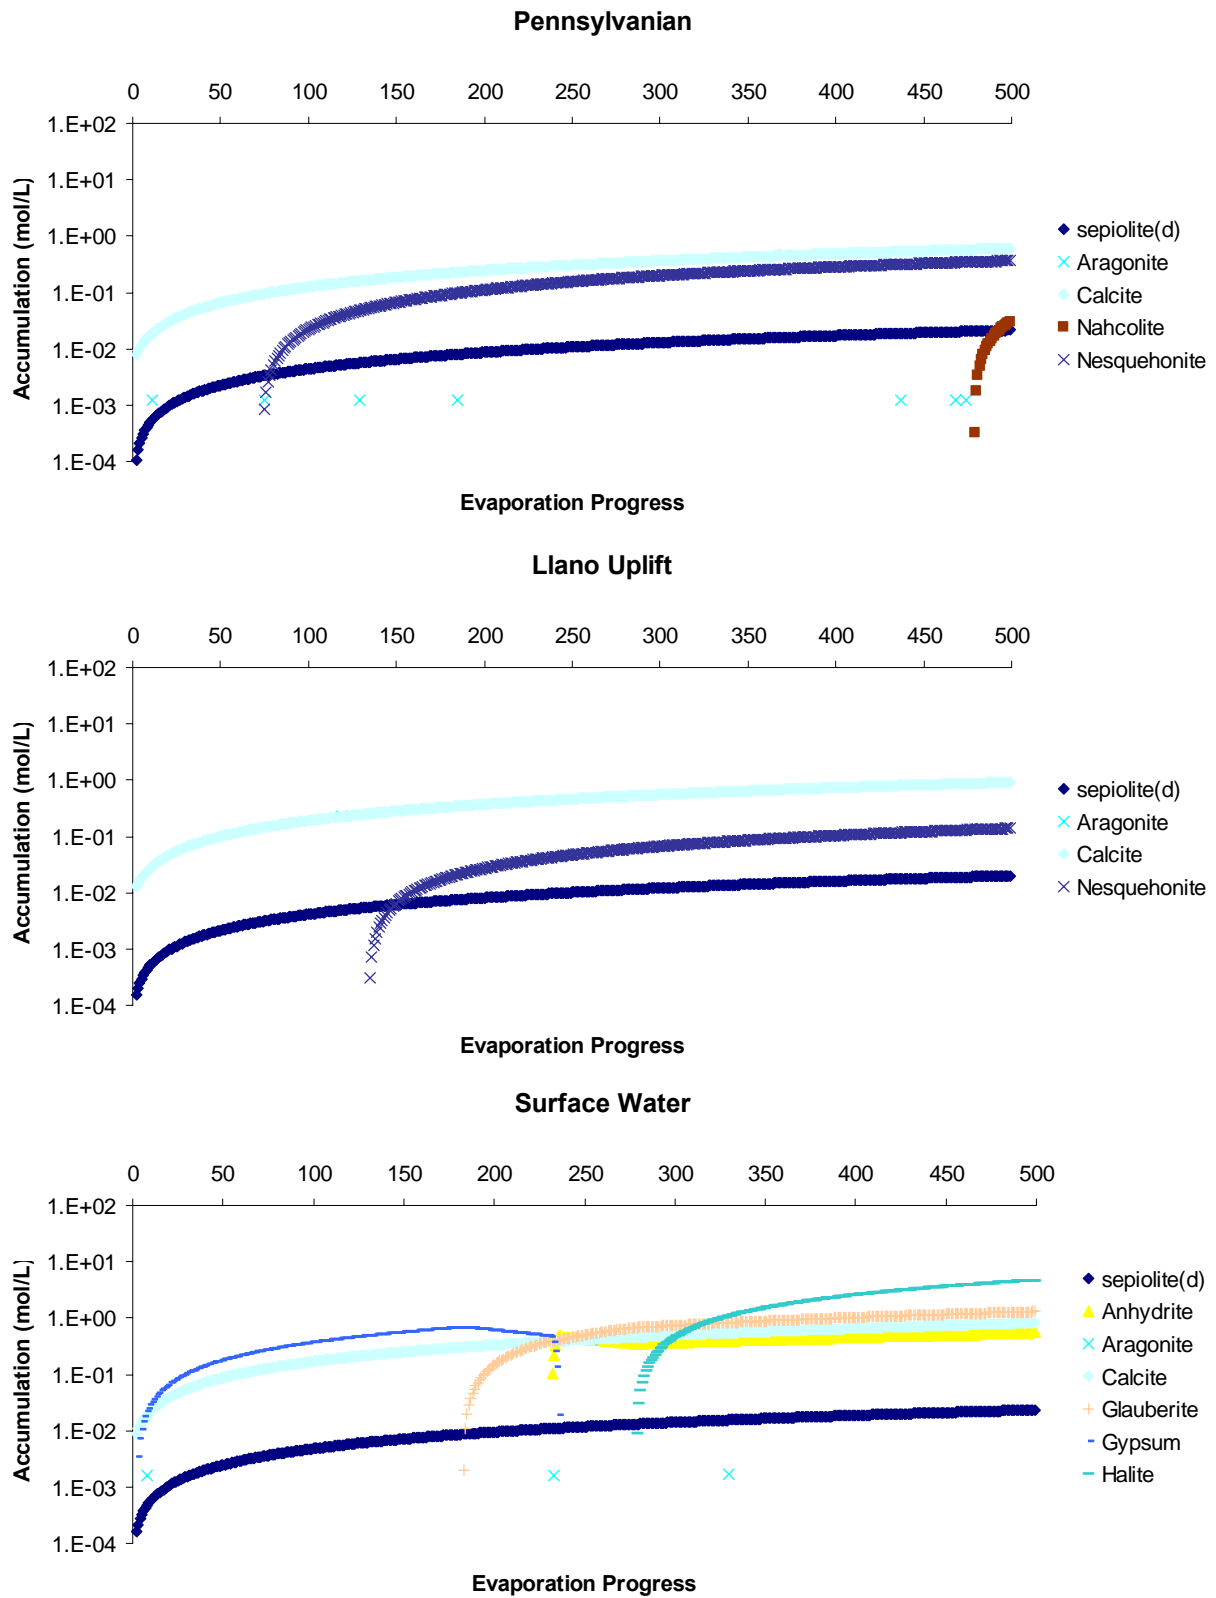 Pennsylvanian
0 50 100 150 200 250 300 350 400 450 500
1.E+02
1.E+01
1.E+00
1.E-01
1.E-02
1.E-03
1.E-04
Accumulation (mol/L)
Evaporation Progress
sepiolite(d)
Aragonite
Calcite
Nahcolite
Nesquehonite
Llano Uplift
0 50 100 150 200 250 300 350 400 450 500
1.E+02
1.E+01
1.E+00
1.E-01
1.E-02
1.E-03
1.E-04
Accumulation (mol/L)
Evaporation Progress
sepiolite(d)
Aragonite
Calcite
Nesquehonite
Surface Water
0 50 100 150 200 250 300 350 400 450 500
1.E+02
1.E+01
1.E+00
1.E-01
1.E-02
1.E-03
1.E-04
Accumulation (mol/L)
Evaporation Progress
sepiolite(d)
Anhydrite
Aragonite
Calcite
Glauberite
Gypsum
Halite